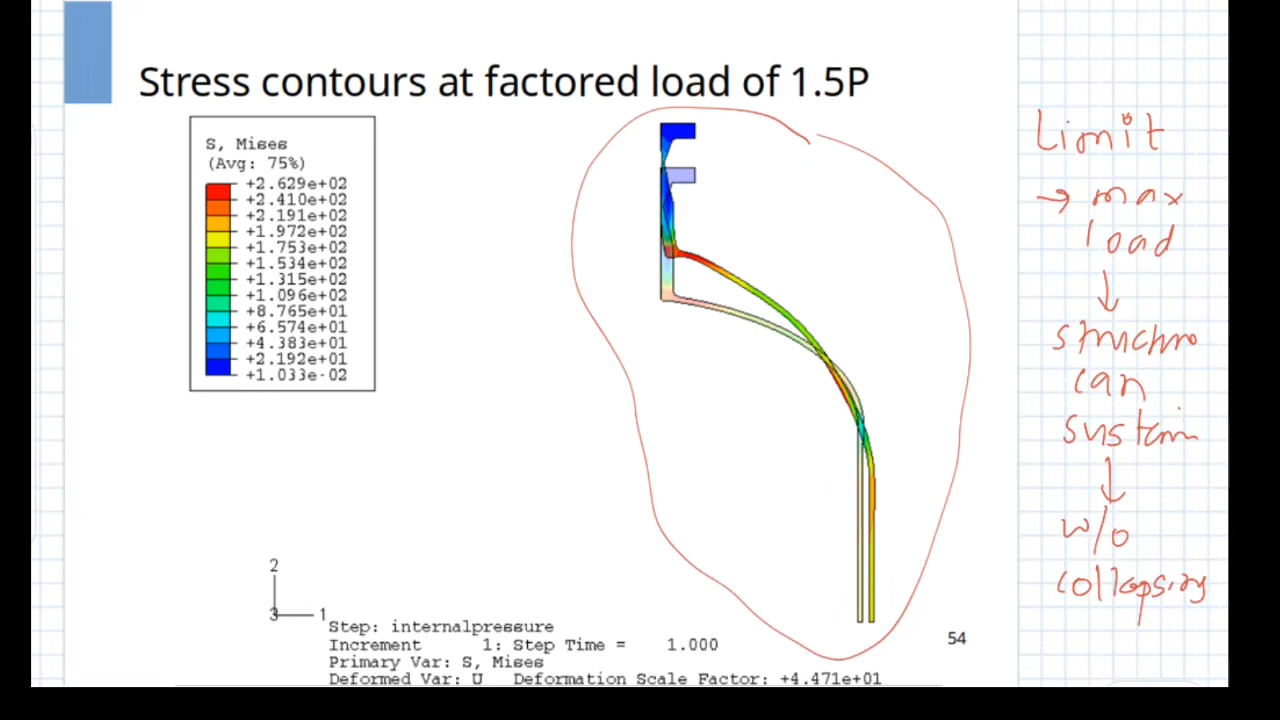 Stress contours at factored load of 1.5P
S, Mises
(Avg: 75%)
+2.629e+02
+2.410e+02
+2.191e+02
+1.972e+02
+1.753e+02
+1.534e+02
+1.315e+02
+1.096e+02
+8.765e+01
+6.574e+01
+4.383e+01
+2.192e+01
+1.033e-02
2
3 1
Step: internalpressure
Increment 1: Step Time = 1.000
Primary Var: S, Mises
Deformed Var: U Deformation Scale Factor: +4.471e+01
54
Limit
→ max
load
↓
can
↓
w/o
collapsing